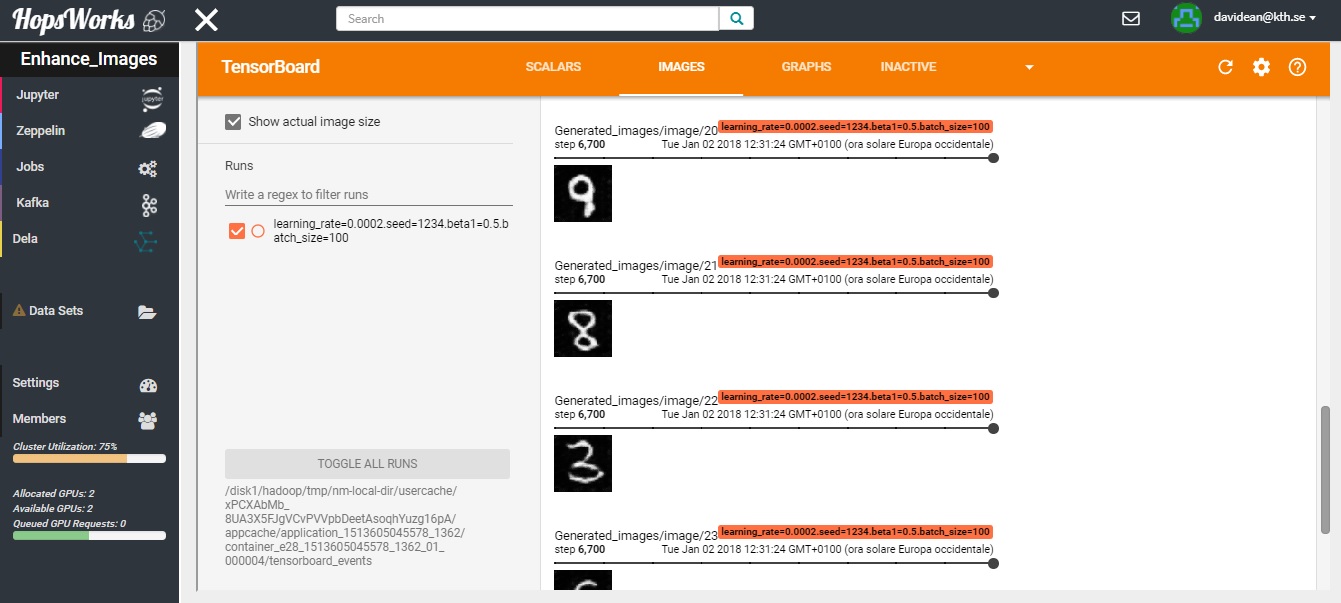 HopsWorks
Search
davidean@kth.se
Enhance_Images
Jupyter
jupyter
Zeppelin
Jobs
Kafka
Dela
Data Sets
Settings
Members
Cluster Utilization: 75%
Allocated GPUs: 2
Available GPUs: 2
Queued GPU Requests: 0
TensorBoard
SCALARS
IMAGES
GRAPHS
INACTIVE
Show actual image size
Runs
Write a regex to filter runs
learning_rate=0.0002.seed=1234.beta1=0.5.b
atch_size=100
TOGGLE ALL RUNS
/disk1/hadoop/tmp/nm-local-dir/usercache/
xPCXAbMb_
8UA3X5FJgVCvPVVpbDeetAsoqhYuzg16pA/
appcache/application_1513605045578_1362/
container_e28_1513605045578_1362_01_
000004/tensorboard_events
Generated_images/image/20 learning_rate=0.0002.seed=1234.beta1=0.5.batch_size=100
step 6,700 Tue Jan 02 2018 12:31:24 GMT+0100 (ora solare Europa occidentale)
9
Generated_images/image/21 learning_rate=0.0002.seed=1234.beta1=0.5.batch_size=100
step 6,700 Tue Jan 02 2018 12:31:24 GMT+0100 (ora solare Europa occidentale)
8
Generated_images/image/22 learning_rate=0.0002.seed=1234.beta1=0.5.batch_size=100
step 6,700 Tue Jan 02 2018 12:31:24 GMT+0100 (ora solare Europa occidentale)
3
Generated_images/image/23 learning_rate=0.0002.seed=1234.beta1=0.5.batch_size=100
step 6,700 Tue Jan 02 2018 12:31:24 GMT+0100 (ora solare Europa occidentale)